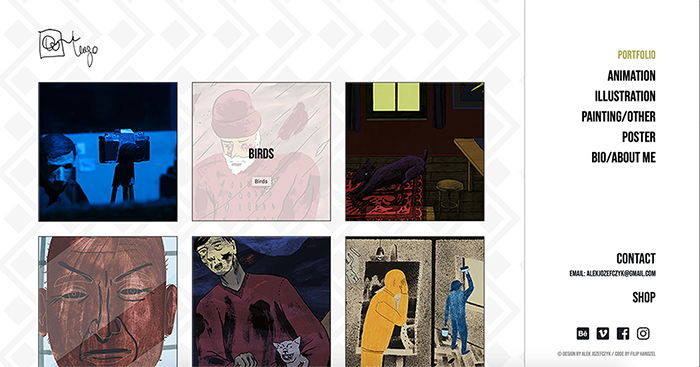 PORTFOLIO
ANIMATION
ILLUSTRATION
PAINTING/OTHER
POSTER
BIO/ABOUT ME
BIRDS
Birds
CONTACT
EMAIL: ALEKJOZEFCZYK@GMAIL.COM
SHOP
Bē
© DESIGN BY ALEK JOZEFCZYK / CODE BY FILIP HANDZEL